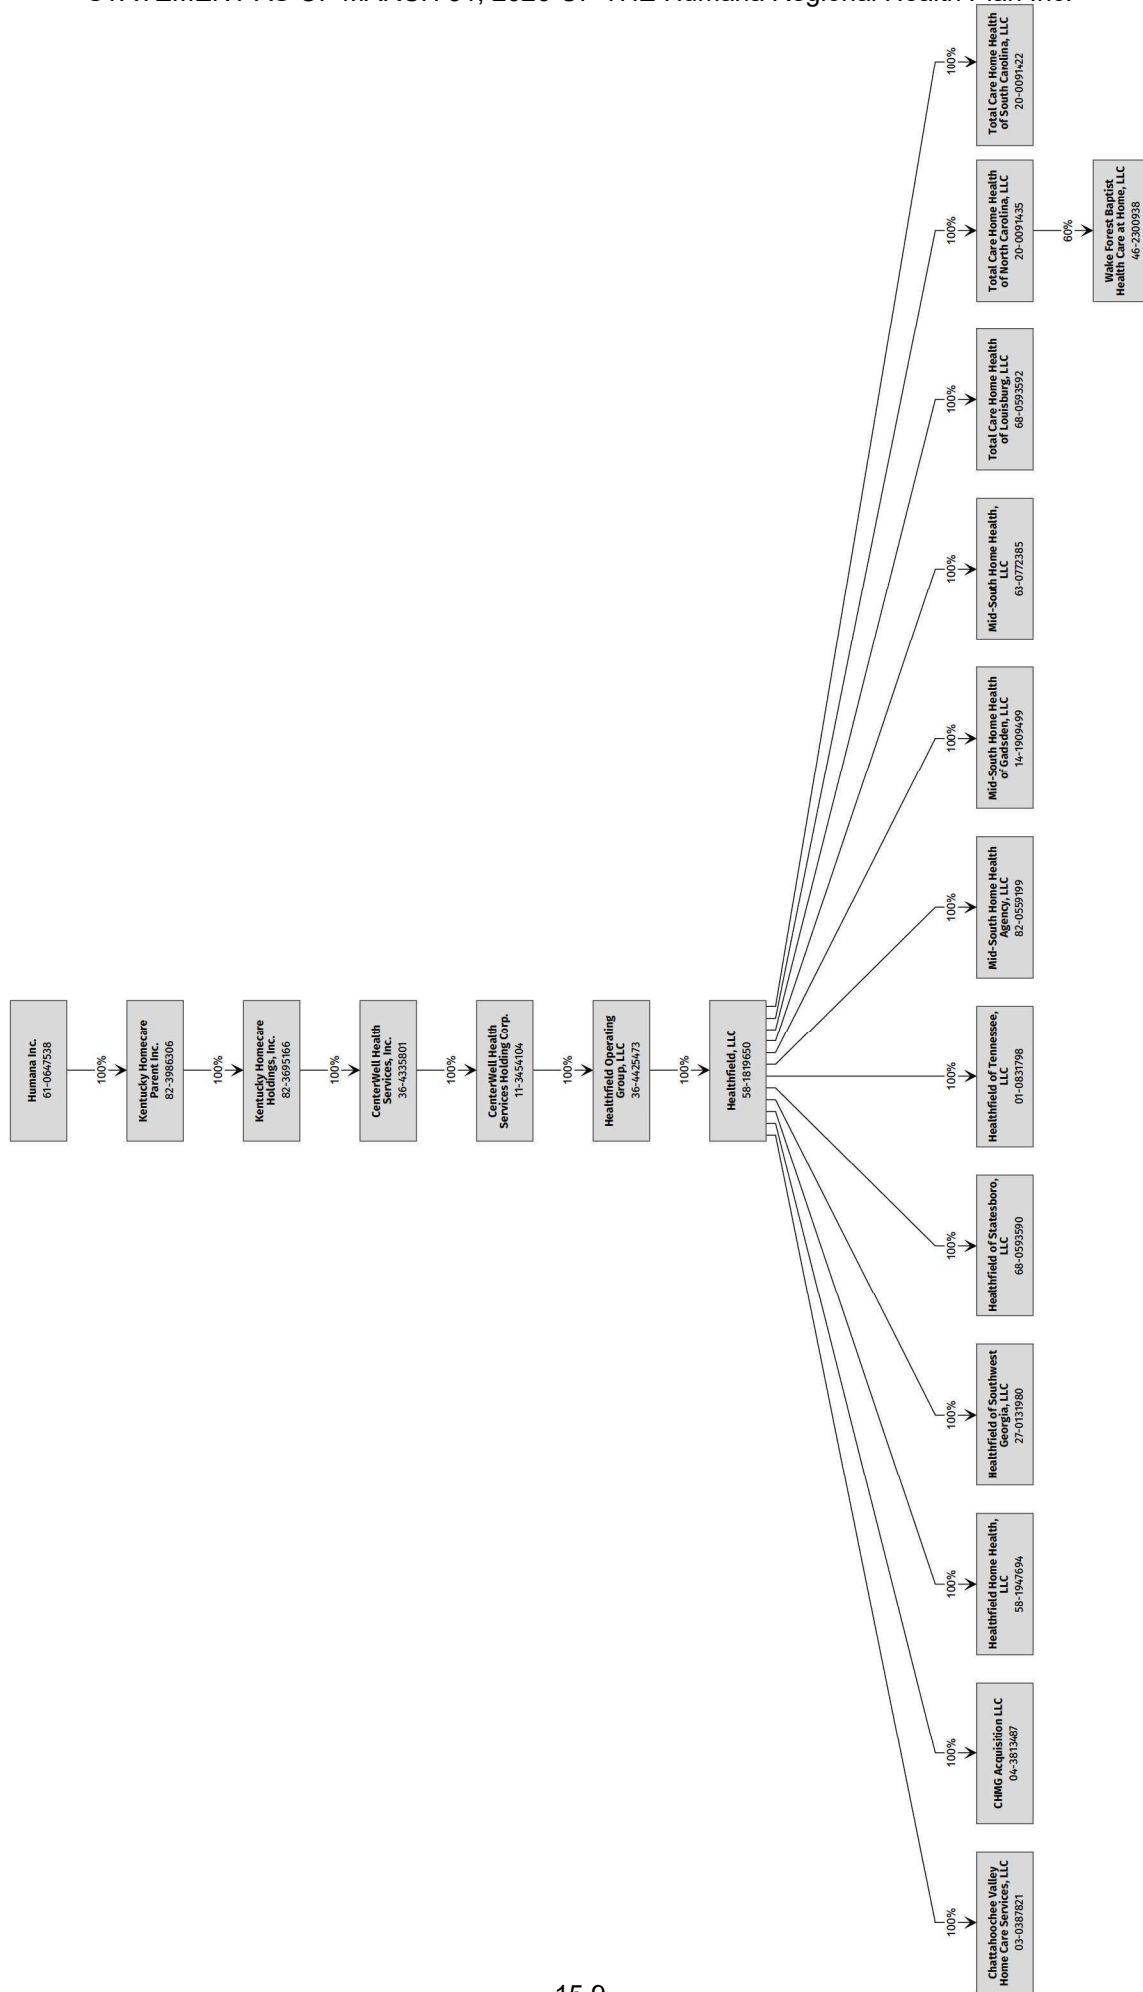 STATEMENT AS OF MARCH 31, OF THE Humana Regional Health Plan Inc.
Humana Inc.
61-0647538
100%
Kentucky Homecare
Parent Inc.
82-3986306
100%
Kentucky Homecare
Holdings, Inc.
82-3695166
100%
CenterWell Health
Services, Inc.
36-4335801
100%
CenterWell Health
Services Holding Corp.
11-3454104
100%
Healthfield Operating
Group, LLC
36-4425473
100%
Healthfield, LLC
58-1819650
100%
Chattahoochee Valley
Home Care Services, LLC
03-0387821
100%
CHMG Acquisition LLC
04-3813487
100%
Healthfield Home Health,
LLC
58-1947694
100%
Healthfield of Southwest
Georgia, LLC
27-0131980
100%
Healthfield of Statesboro,
LLC
68-0593590
100%
Healthfield of Tennessee,
LLC
01-0831798
100%
Mid-South Home Health
Agency, LLC
82-0559199
100%
Mid-South Home Health
of Gadsden, LLC
14-1909499
100%
Mid-South Home Health,
LLC
63-0772385
100%
Total Care Home Health
of Louisburg, LLC
68-0593592
100%
Total Care Home Health
of North Carolina, LLC
20-0091435
100%
Total Care Home Health
of South Carolina, LLC
20-0091422
60%
Wake Forest Baptist
Health Care at Home, LLC
46-2300938
15.9